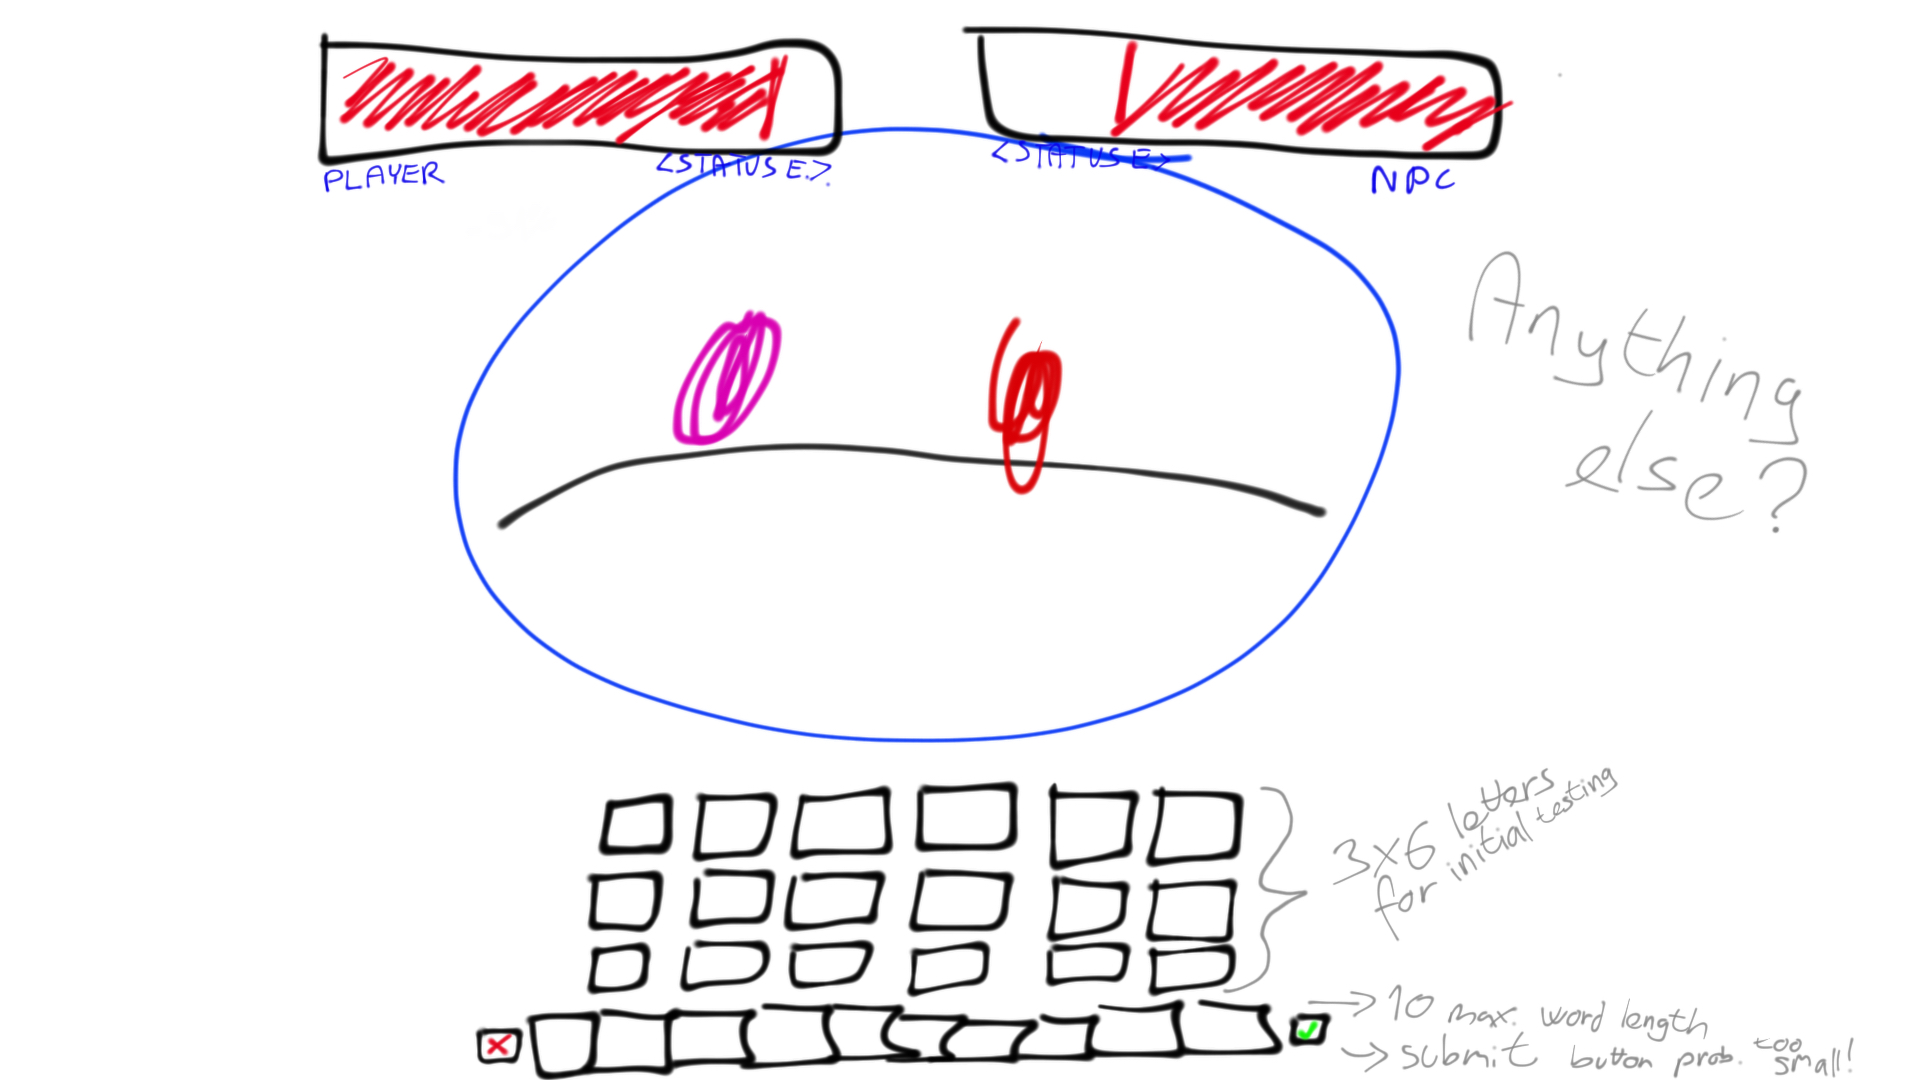 PLAYER
<STATUS E.>
<STATUS E>
NPC
Anything
else?
3x6 letters
for initial testing
→ 10 max. word length
→ submit button prob. too small!